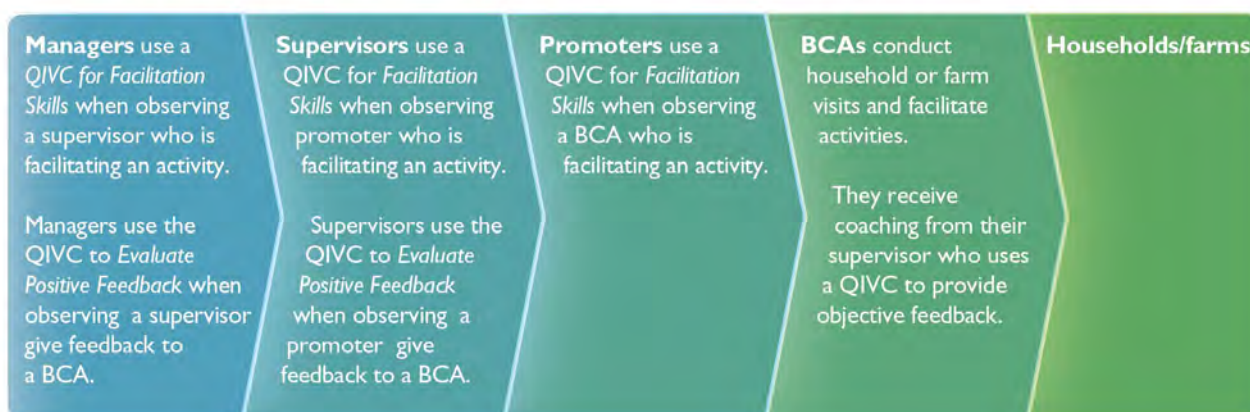 Managers use a
QIVC for Facilitation
Skills when observing
a supervisor who is
facilitating an activity.
Managers use the
QIVC to Evaluate
Positive Feedback when
observing a supervisor
give feedback to
a BCA.
Supervisors use a
QIVC for Facilitation
Skills when observing
promoter who is
facilitating an activity.
Supervisors use the
QIVC to Evaluate
Positive Feedback
when observing a
promoter give
feedback to a BCA.
Promoters use a
QIVC for Facilitation
Skills when observing
a BCA who is
facilitating an activity.
BCAs conduct
household or farm
visits and facilitate
activities.
They receive
coaching from their
supervisor who uses
a QIVC to provide
objective feedback.
Households/farms